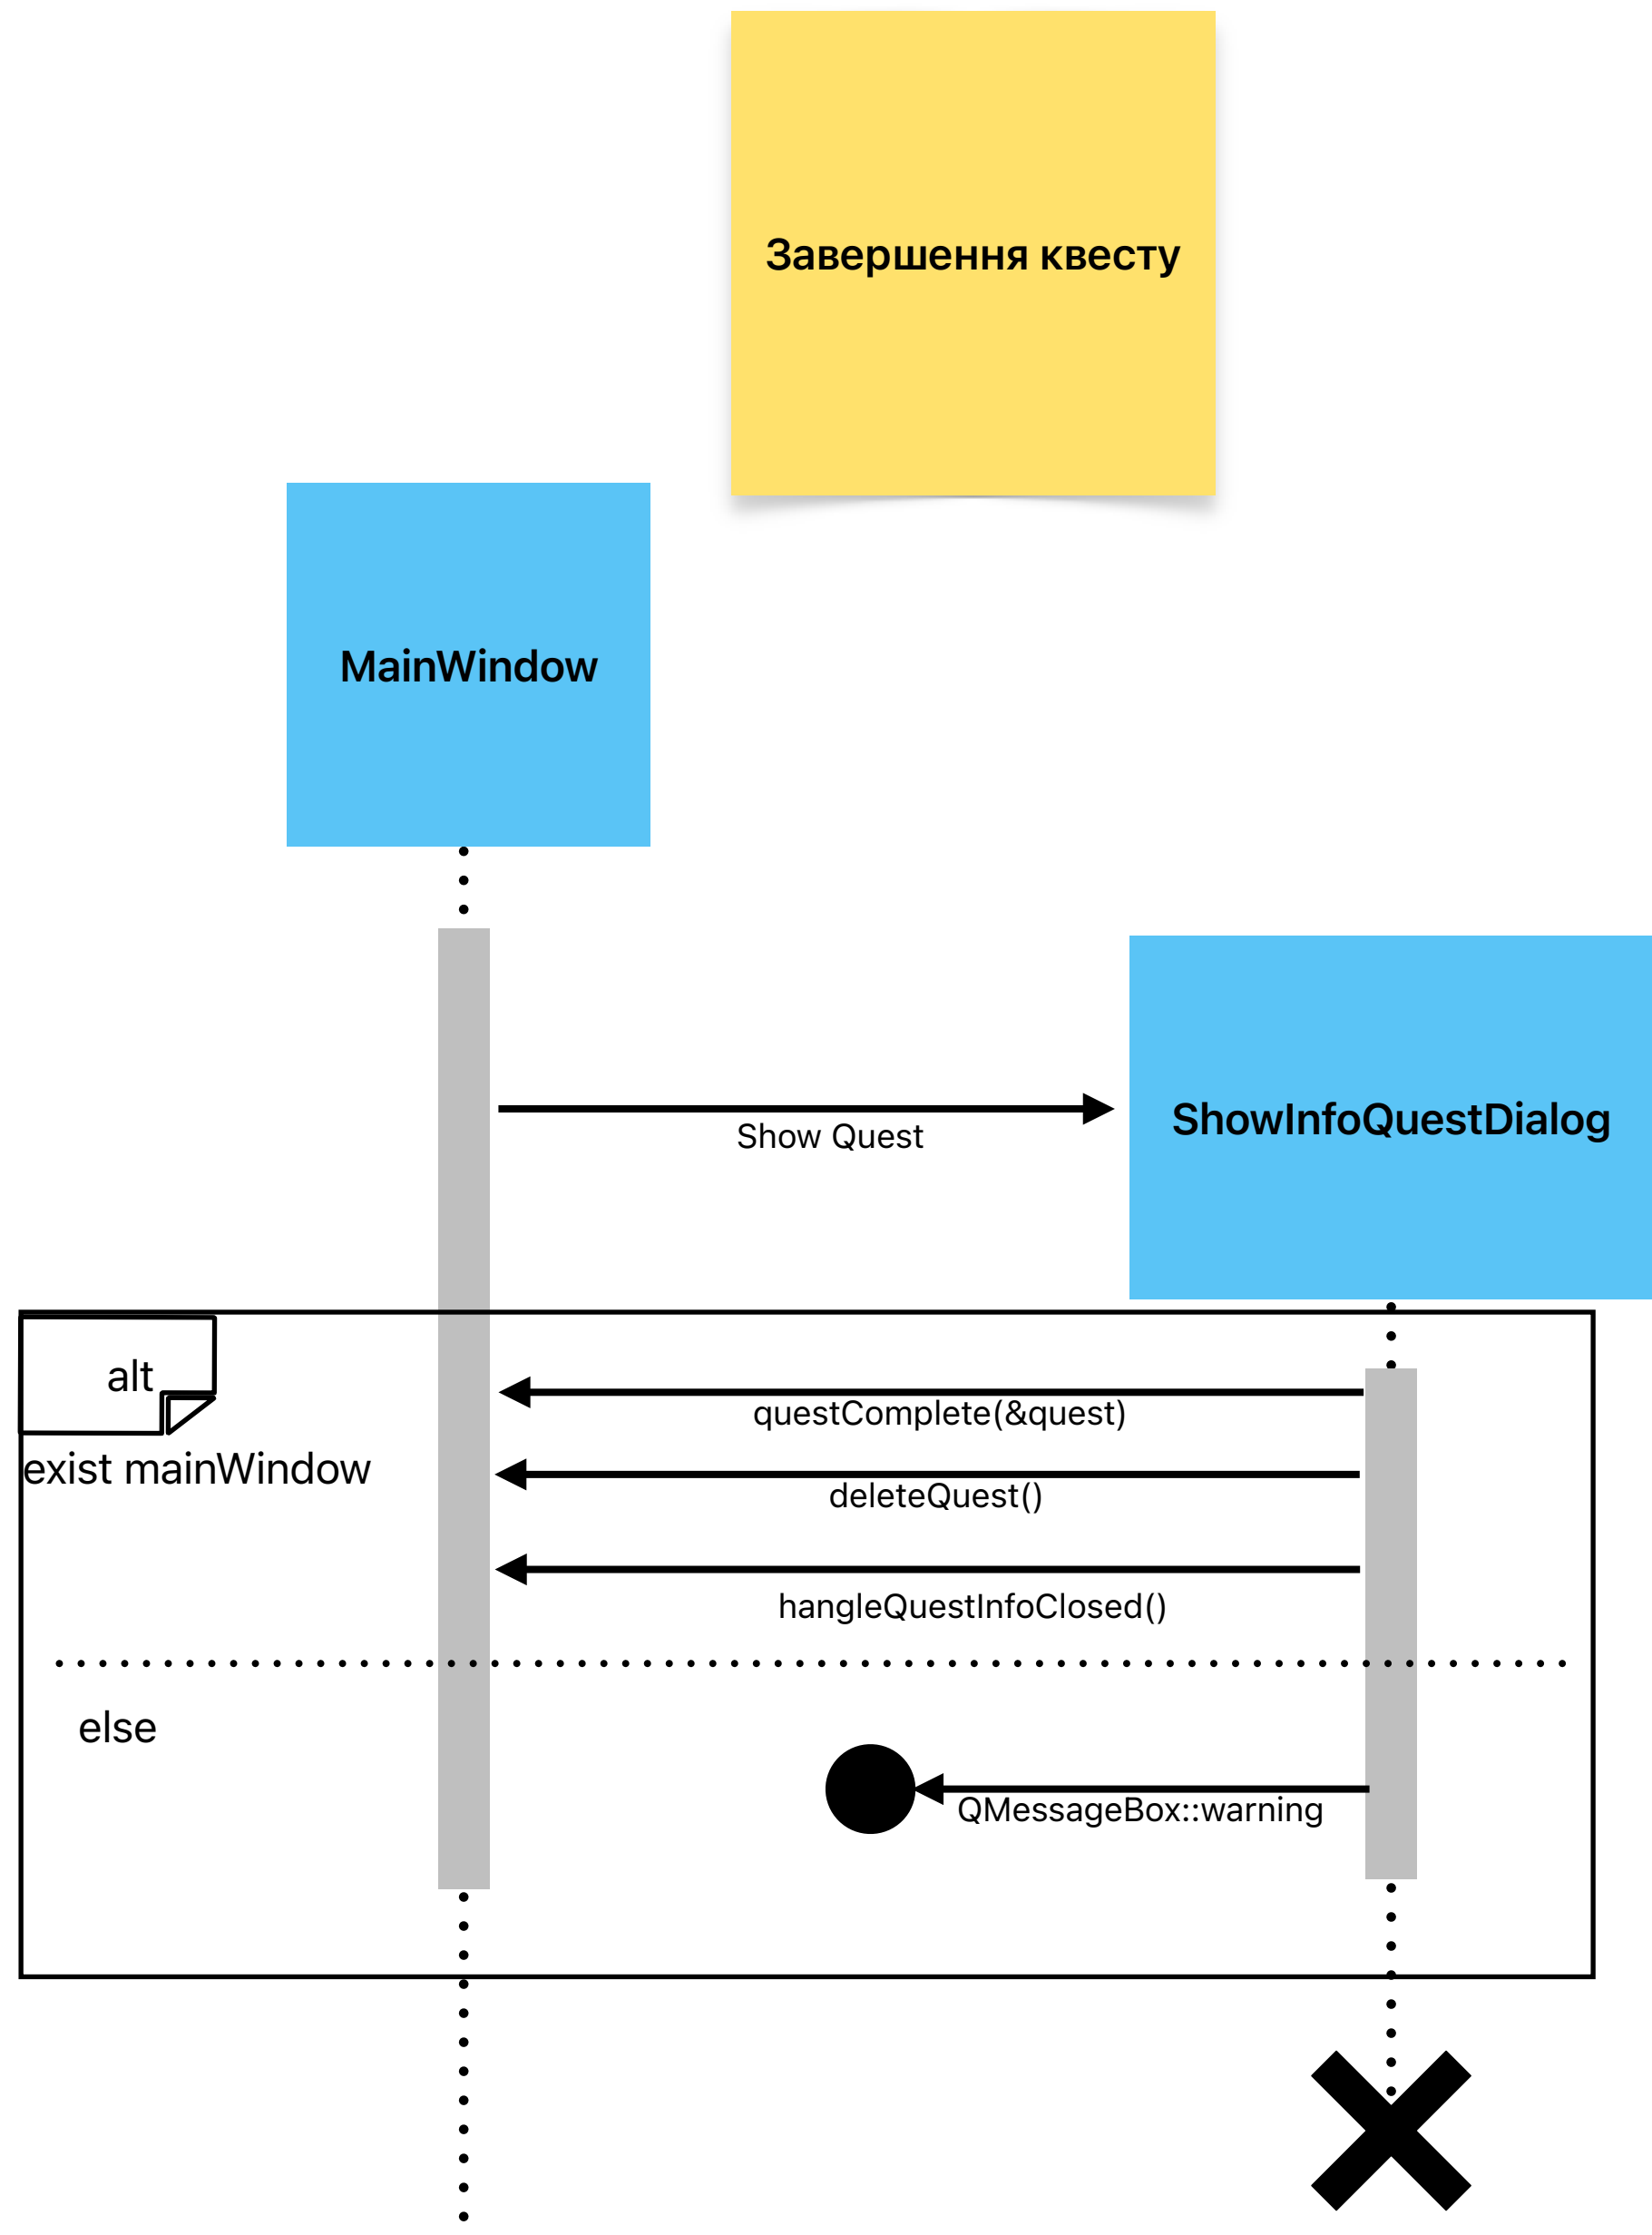 Завершення квесту
MainWindow
ShowInfoQuestDialog
Show Quest
alt
exist mainWindow
questComplete(&quest)
deleteQuest()
hangleQuestInfoClosed()
else
QMessageBox::warning